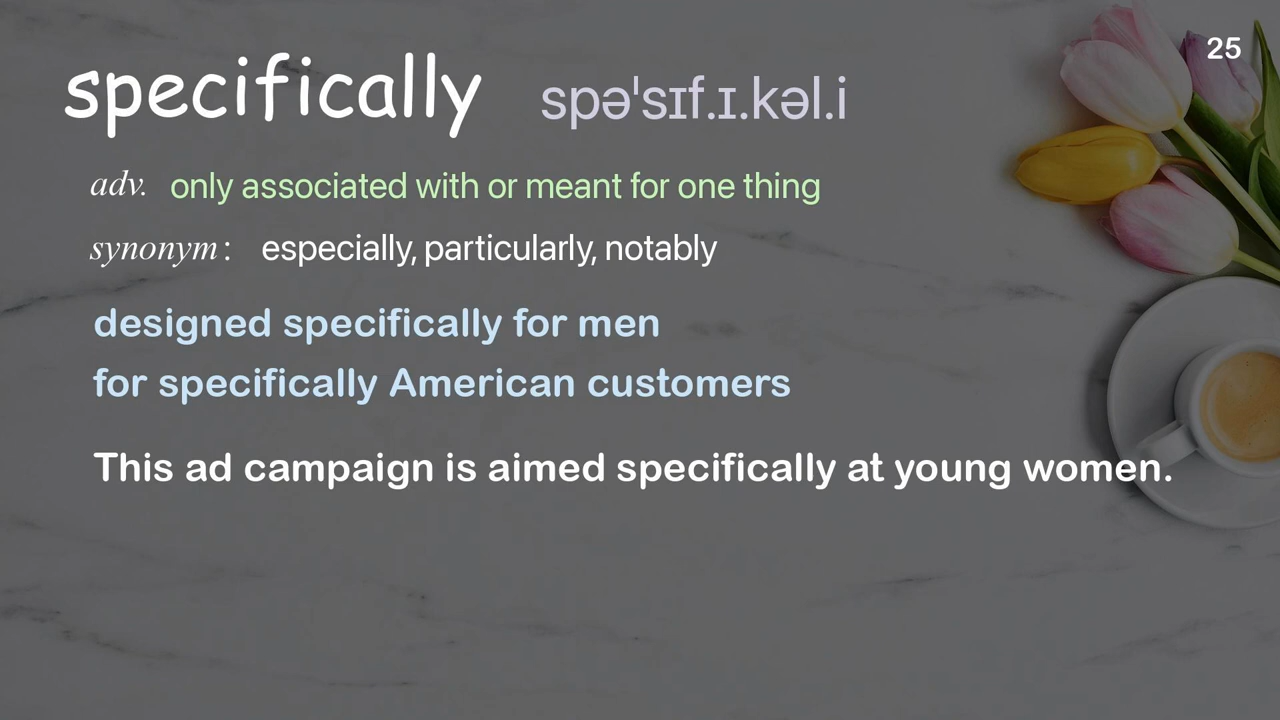 25
specifically spəˈsɪf.ɪ.kəl.i
adv. only associated with or meant for one thing
synonym: especially, particularly, notably
designed specifically for men
for specifically American customers
This ad campaign is aimed specifically at young women.